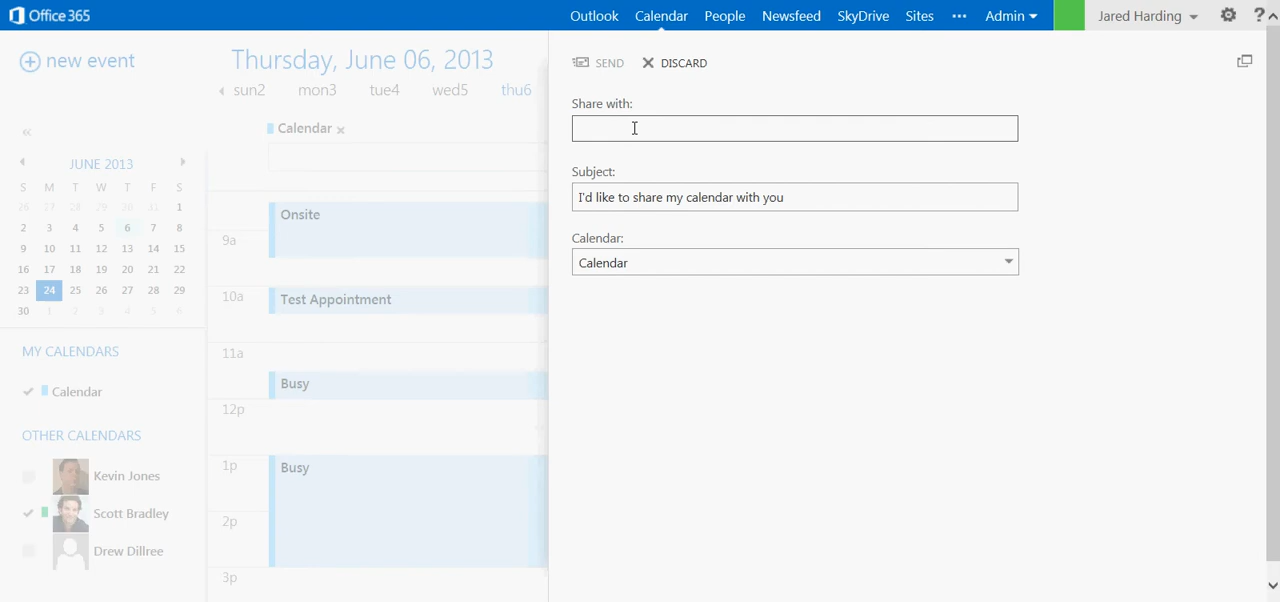 Office 365
Outlook Calendar People Newsfeed SkyDrive Sites ••• Admin Jared Harding ?
new event
Thursday, June 06, 2013
sun2 mon3 tue4 wed5 thu6
Calendar
JUNE 2013
S M T W T F S
26 27 28 29 30 31 1
2 3 4 5 6 7 8
9 10 11 12 13 14 15
16 17 18 19 20 21 22
23 24 25 26 27 28 29
30 1 2 3 4 5 6
MY CALENDARS
Calendar
OTHER CALENDARS
Kevin Jones
Scott Bradley
Drew Dillree
Onsite
9a
10a Test Appointment
11a
Busy
12p
1p Busy
2p
3p
SEND DISCARD
Share with:
Subject:
I'd like to share my calendar with you
Calendar:
Calendar